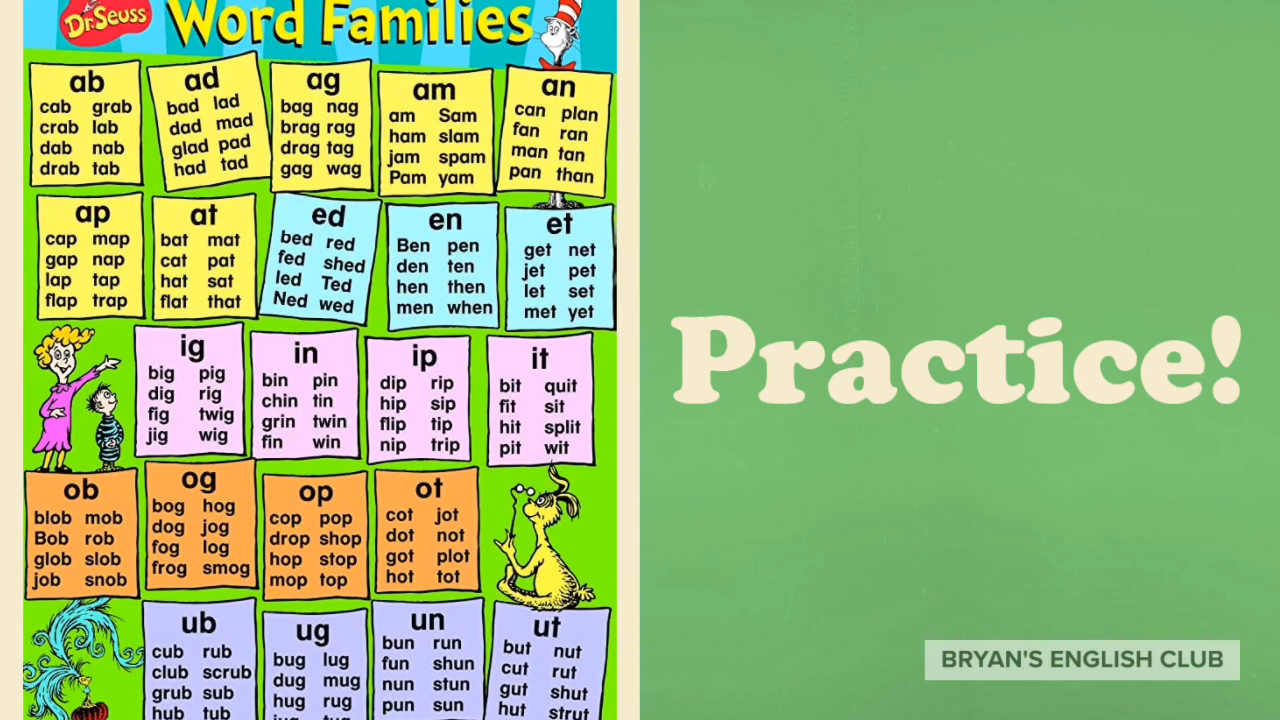 Dr. Seuss
Word Families
ab
cab grab
crab lab
dab nab
drab tab
ad
bad lad
dad mad
glad pad
had tad
ag
bag nag
brag rag
drag tag
gag wag
am
am Sam
ham slam
jam spam
Pam yam
an
can plan
fan ran
man tan
pan than
ap
cap map
gap nap
lap tap
flap trap
at
bat mat
cat pat
hat sat
flat that
ed
bed red
fed shed
led Ted
Ned wed
en
Ben pen
den ten
hen then
men when
et
get net
jet pet
let set
met yet
ig
big pig
dig rig
fig twig
jig wig
in
bin pin
chin tin
grin twin
fin win
ip
dip rip
hip sip
flip tip
nip trip
it
bit quit
fit sit
hit split
pit wit
ob
blob mob
Bob rob
glob slob
job snob
og
bog hog
dog jog
fog log
frog smog
op
cop pop
drop shop
hop stop
mop top
ot
cot jot
dot not
got plot
hot tot
ub
cub rub
club scrub
grub sub
hub tub
ug
bug lug
dug mug
hug rug
un
bun run
fun shun
nun stun
pun sun
ut
but nut
cut rut
gut shut
hut strut
Practice!
BRYAN'S ENGLISH CLUB